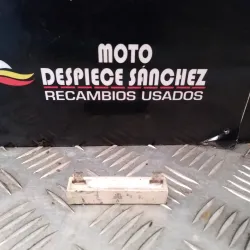 MOTO
DESPIECE SÁNCHEZ
RECAMBIOS USADOS